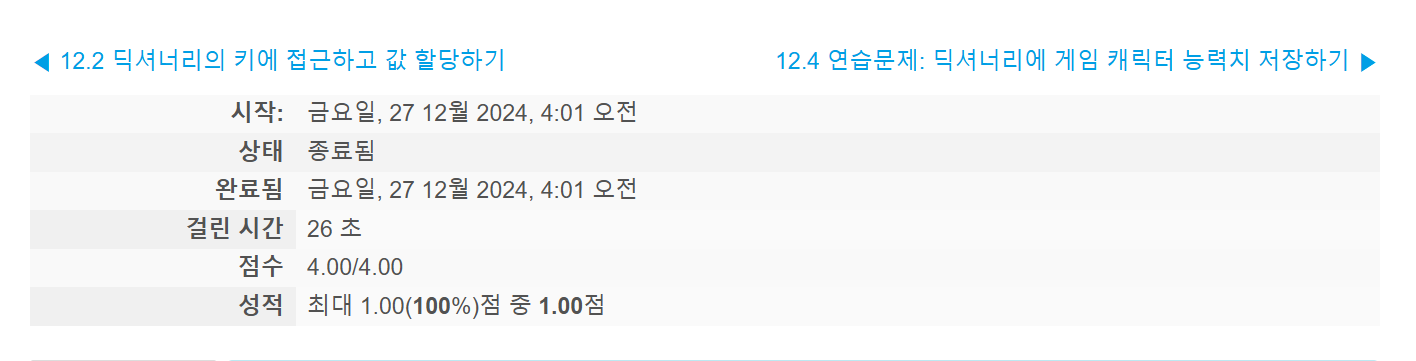 ◀ 12.2 딕셔너리의 키에 접근하고 값 할당하기
12.4 연습문제: 딕셔너리에 게임 캐릭터 능력치 저장하기 ▶
시작: 금요일, 27 12월 2024, 4:01 오전
상태 종료됨
완료됨 금요일, 27 12월 2024, 4:01 오전
걸린 시간 26 초
점수 4.00/4.00
성적 최대 1.00(100%)점 중 1.00점